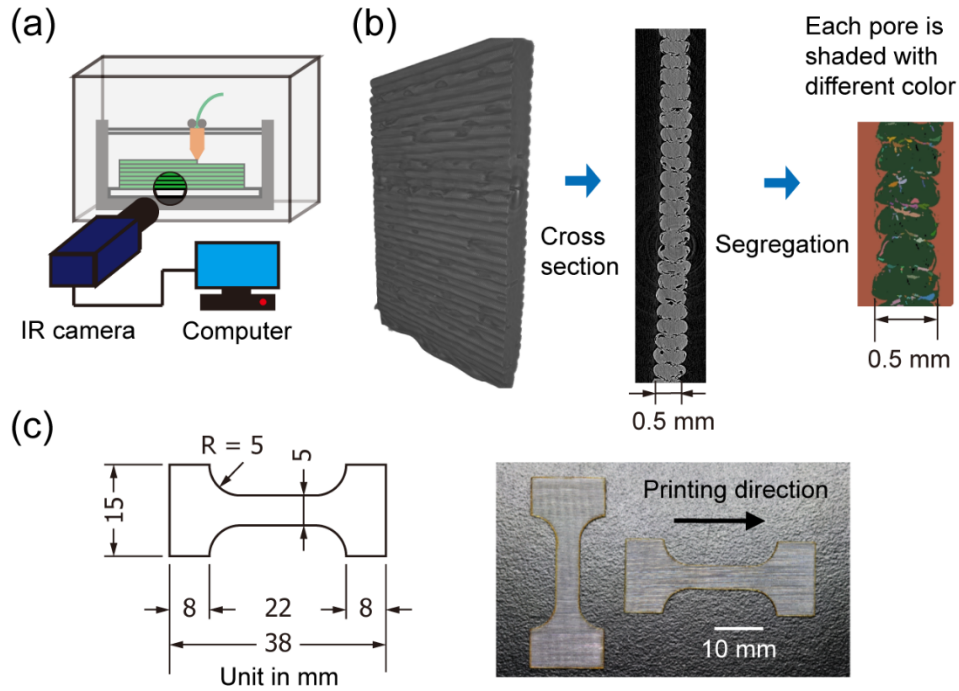 (a)
IR camera
Computer
(b)
Cross
section
0.5 mm
Segregation
Each pore is
shaded with
different color
0.5 mm
(c)
R = 5
5
15
8
22
8
38
Unit in mm
Printing direction
10 mm